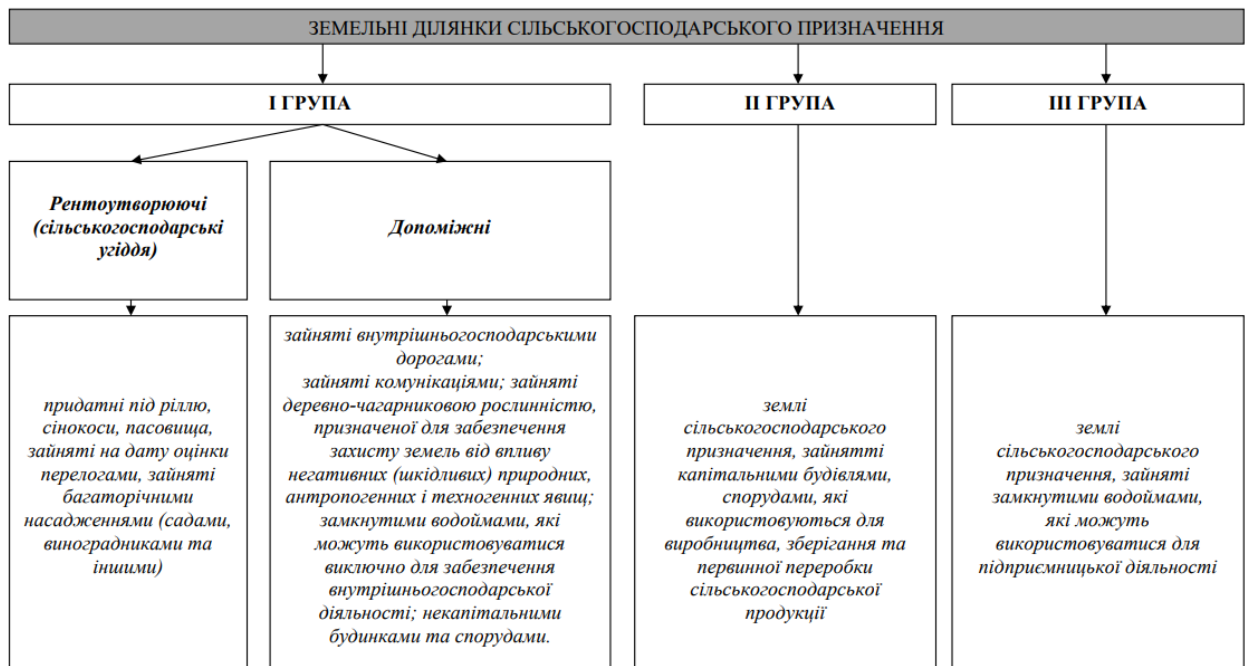 ЗЕМЕЛЬНІ ДІЛЯНКИ СІЛЬСЬКОГОСПОДАРСЬКОГО ПРИЗНАЧЕННЯ
І ГРУПА
ІІ ГРУПА
ІІІ ГРУПА
Рентоутворюючі
(сільськогосподарські
угіддя)
Допоміжні
придатні під ріллю,
сінокоси, пасовища,
зайняті на дату оцінки
перелогами, зайняті
багаторічними
насадженнями (садами,
виноградниками та
іншими)
зайняті внутрішньогосподарськими
дорогами;
зайняті комунікаціями; зайняті
деревно-чагарниковою рослинністю,
призначеної для забезпечення
захисту земель від впливу
негативних (шкідливих) природних,
антропогенних і техногенних явищ;
замкнутими водоймами, які
можуть використовуватися
виключно для забезпечення
внутрішньогосподарської
діяльності; некапітальними
будинками та спорудами.
землі
сільськогосподарського
призначення, зайнятті
капітальними будівлями,
спорудами, які
використовуються для
виробництва, зберігання та
первинної переробки
сільськогосподарської
продукції
землі
сільськогосподарського
призначення, зайняті
замкнутими водоймами,
які можуть
використовуватися для
підприємницької діяльності